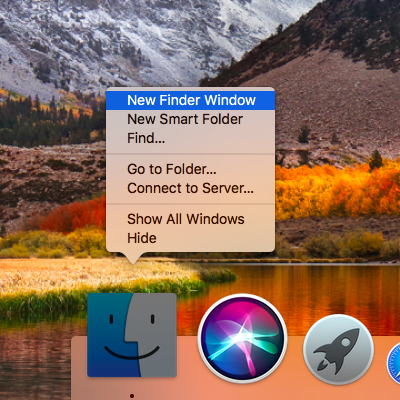 New Finder Window
New Smart Folder
Find...
Go to Folder...
Connect to Server...
Show All Windows
Hide